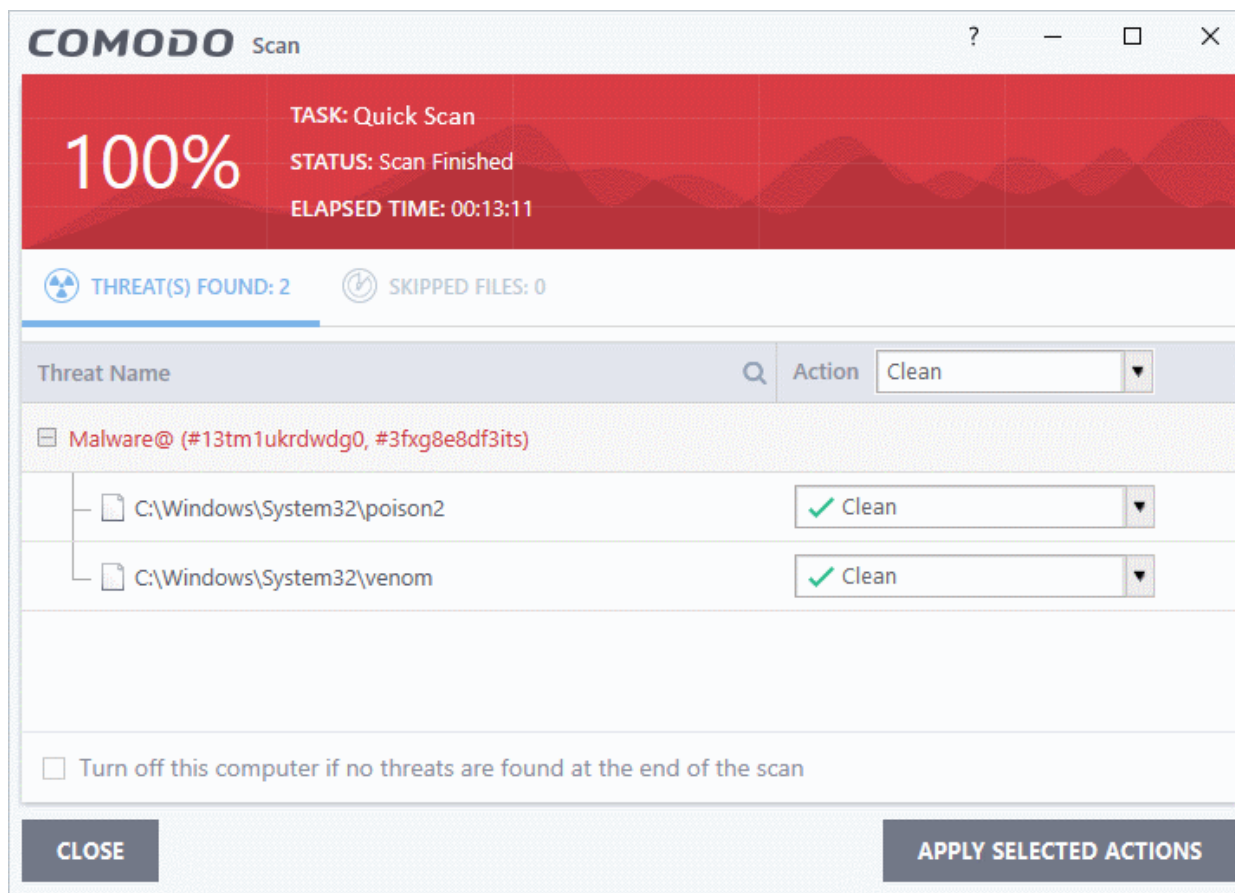 COMODO Scan ?
100%
TASK: Quick Scan
STATUS: Scan Finished
ELAPSED TIME: 00:13:11
THREAT(S) FOUND: 2 SKIPPED FILES: 0
Threat Name Action Clean
Malware@ (#13tm1ukrdwdg0, #3fxg8e8df3its)
C:\Windows\System32\poison2 Clean
C:\Windows\System32\venom Clean
Turn off this computer if no threats are found at the end of the scan
CLOSE APPLY SELECTED ACTIONS